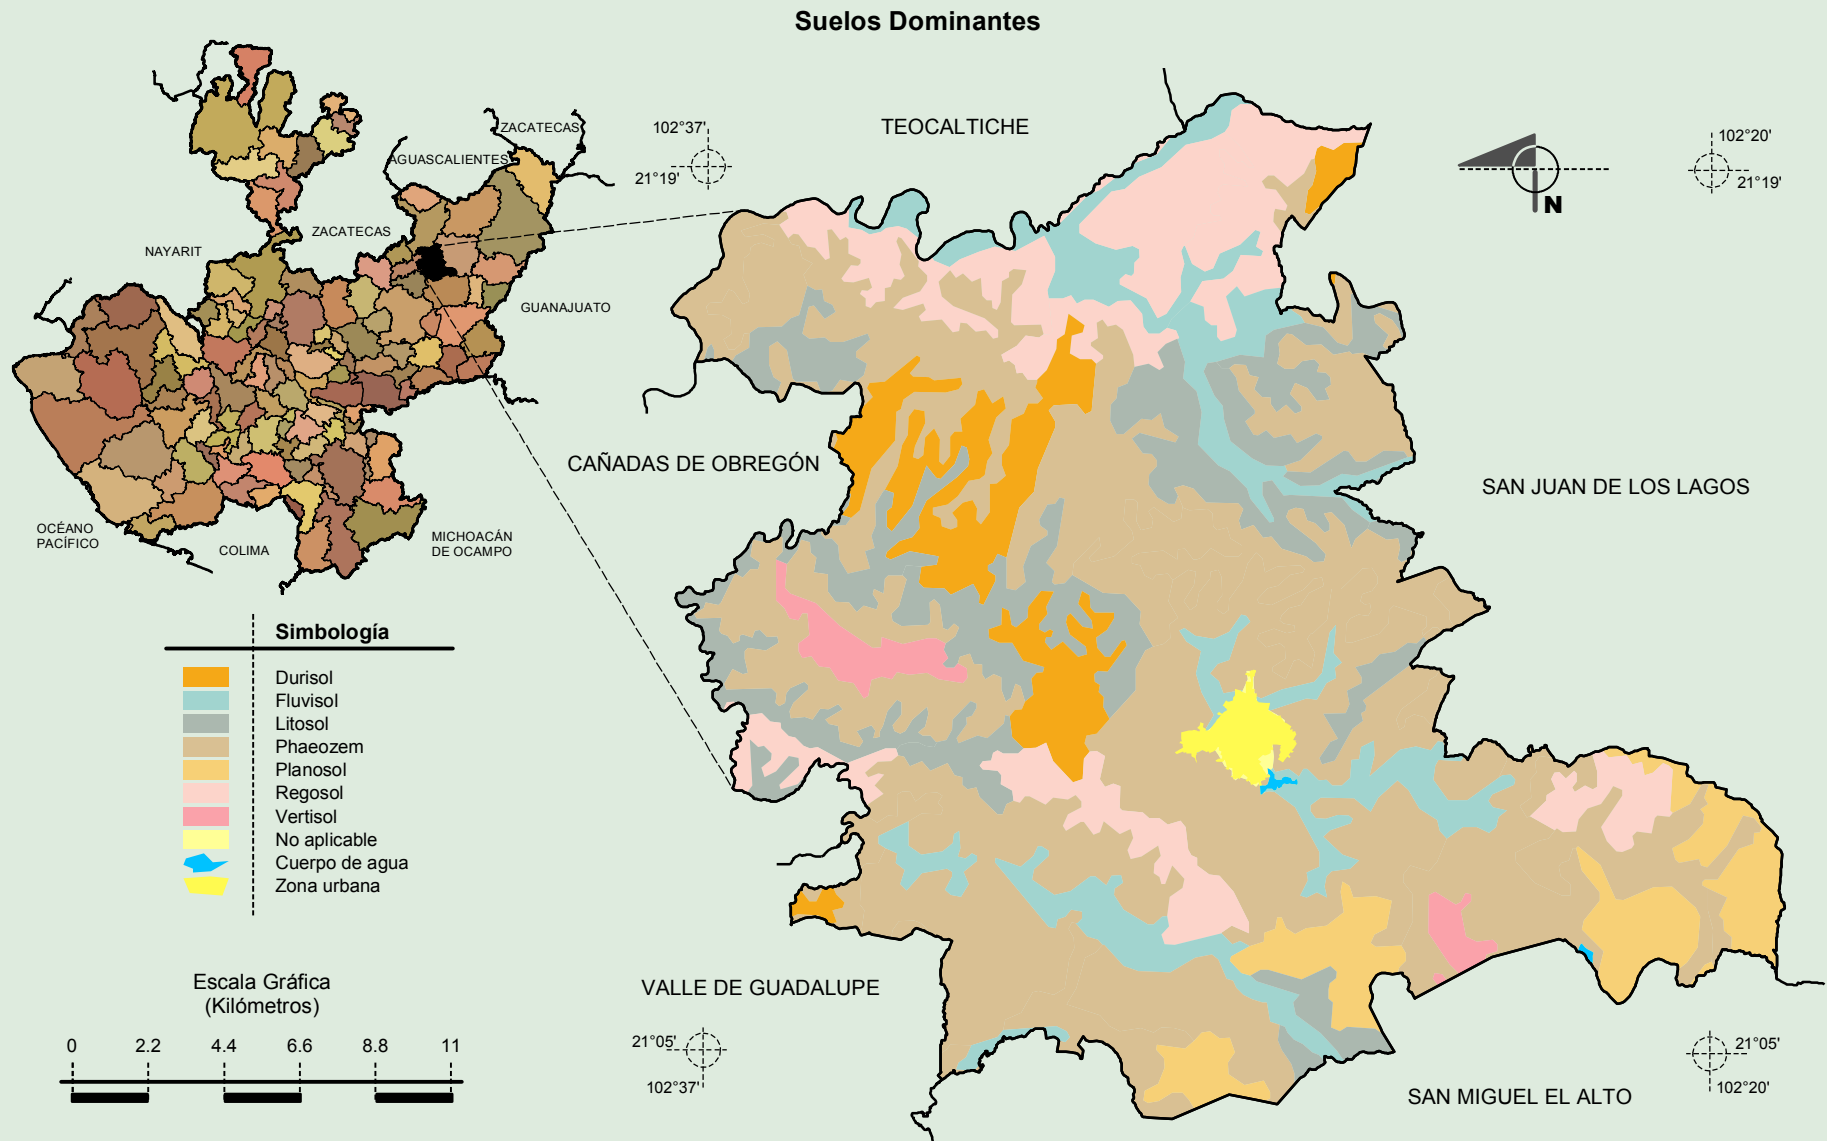 Suelos Dominantes
ZACATECAS
AGUASCALIENTES
ZACATECAS
NAYARIT
GUANAJUATO
OCÉANO
PACÍFICO
COLIMA
MICHOACÁN
DE OCAMPO
102°37'
21°19'
TEOCALTICHE
N
102°20'
21°19'
CAÑADAS DE OBREGÓN
SAN JUAN DE LOS LAGOS
Simbología
Durisol
Fluvisol
Litosol
Phaeozem
Planosol
Regosol
Vertisol
No aplicable
Cuerpo de agua
Zona urbana
Escala Gráfica
(Kilómetros)
0 2.2 4.4 6.6 8.8 11
VALLE DE GUADALUPE
21°05'
102°37'
21°05'
102°20'
SAN MIGUEL EL ALTO